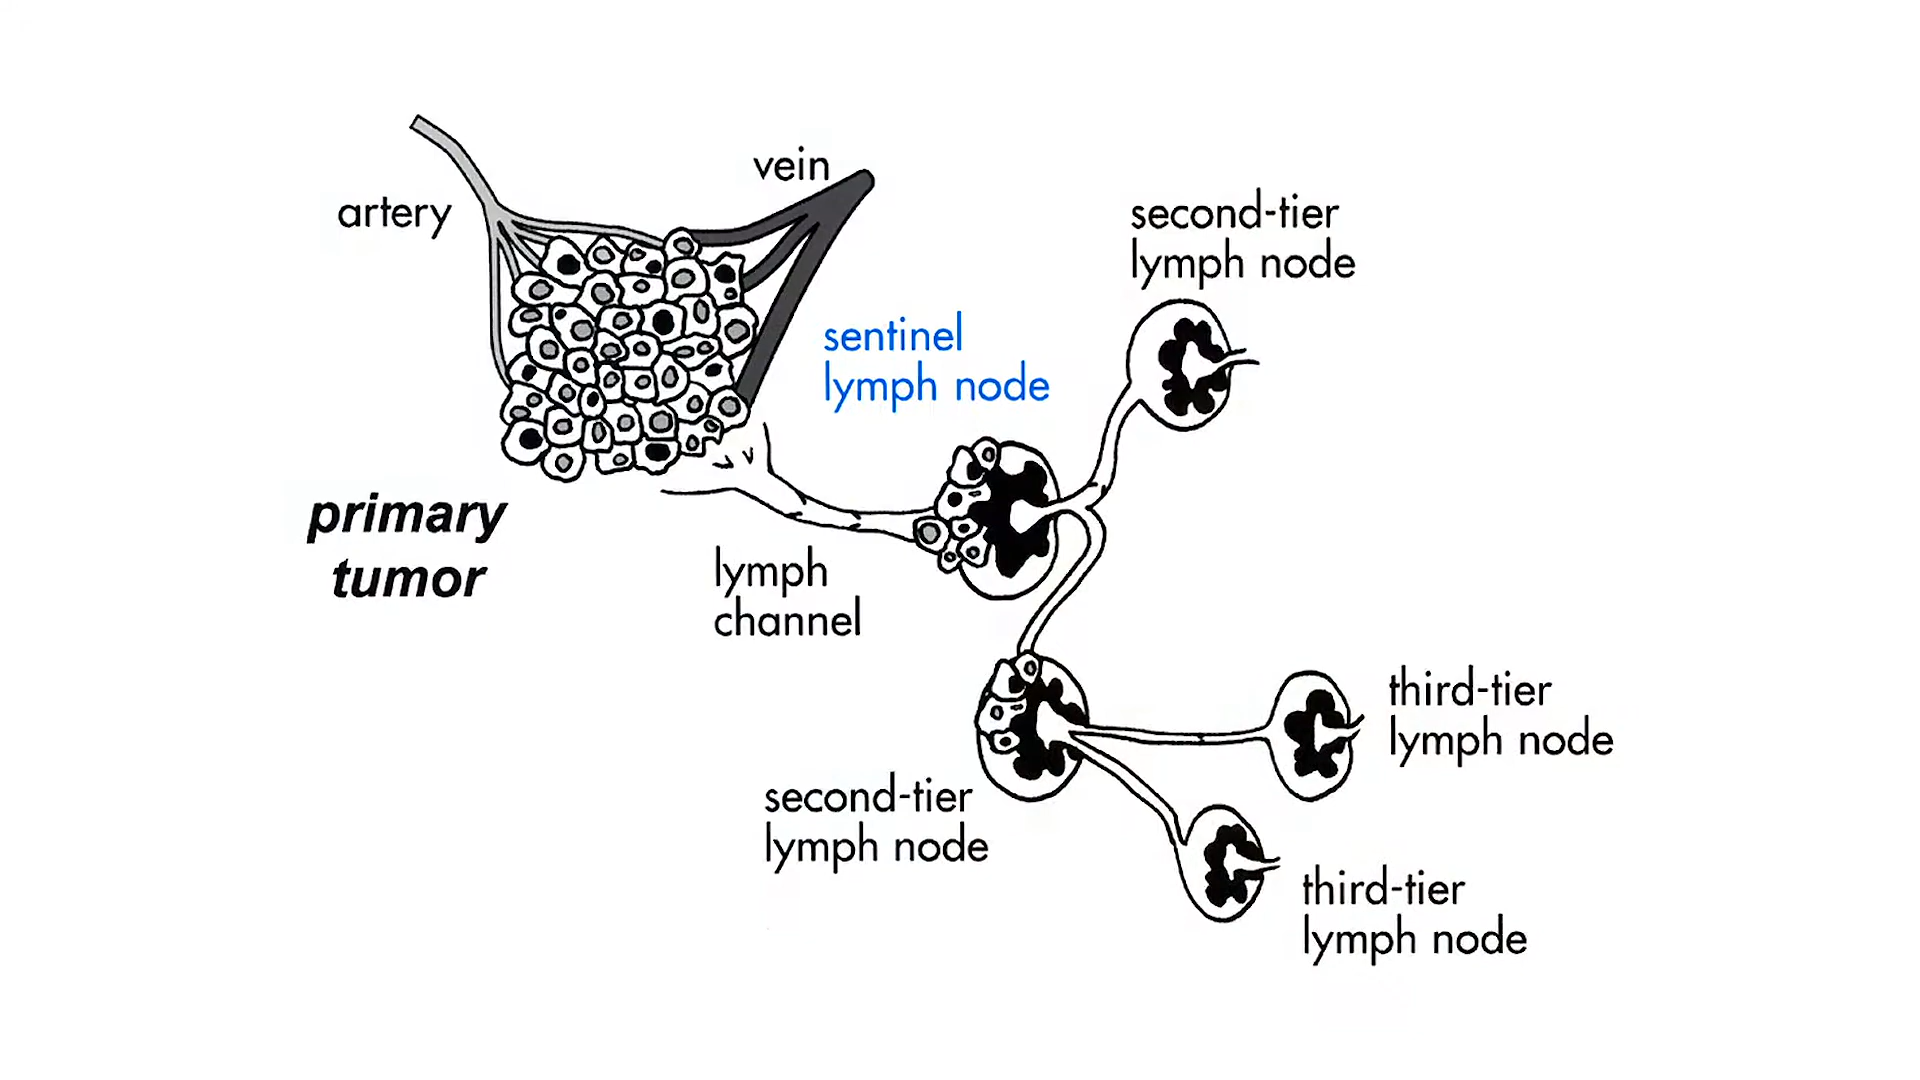 vein
artery
second-tier
lymph node
sentinel
lymph node
primary
tumor
lymph
channel
third-tier
lymph node
second-tier
lymph node
third-tier
lymph node